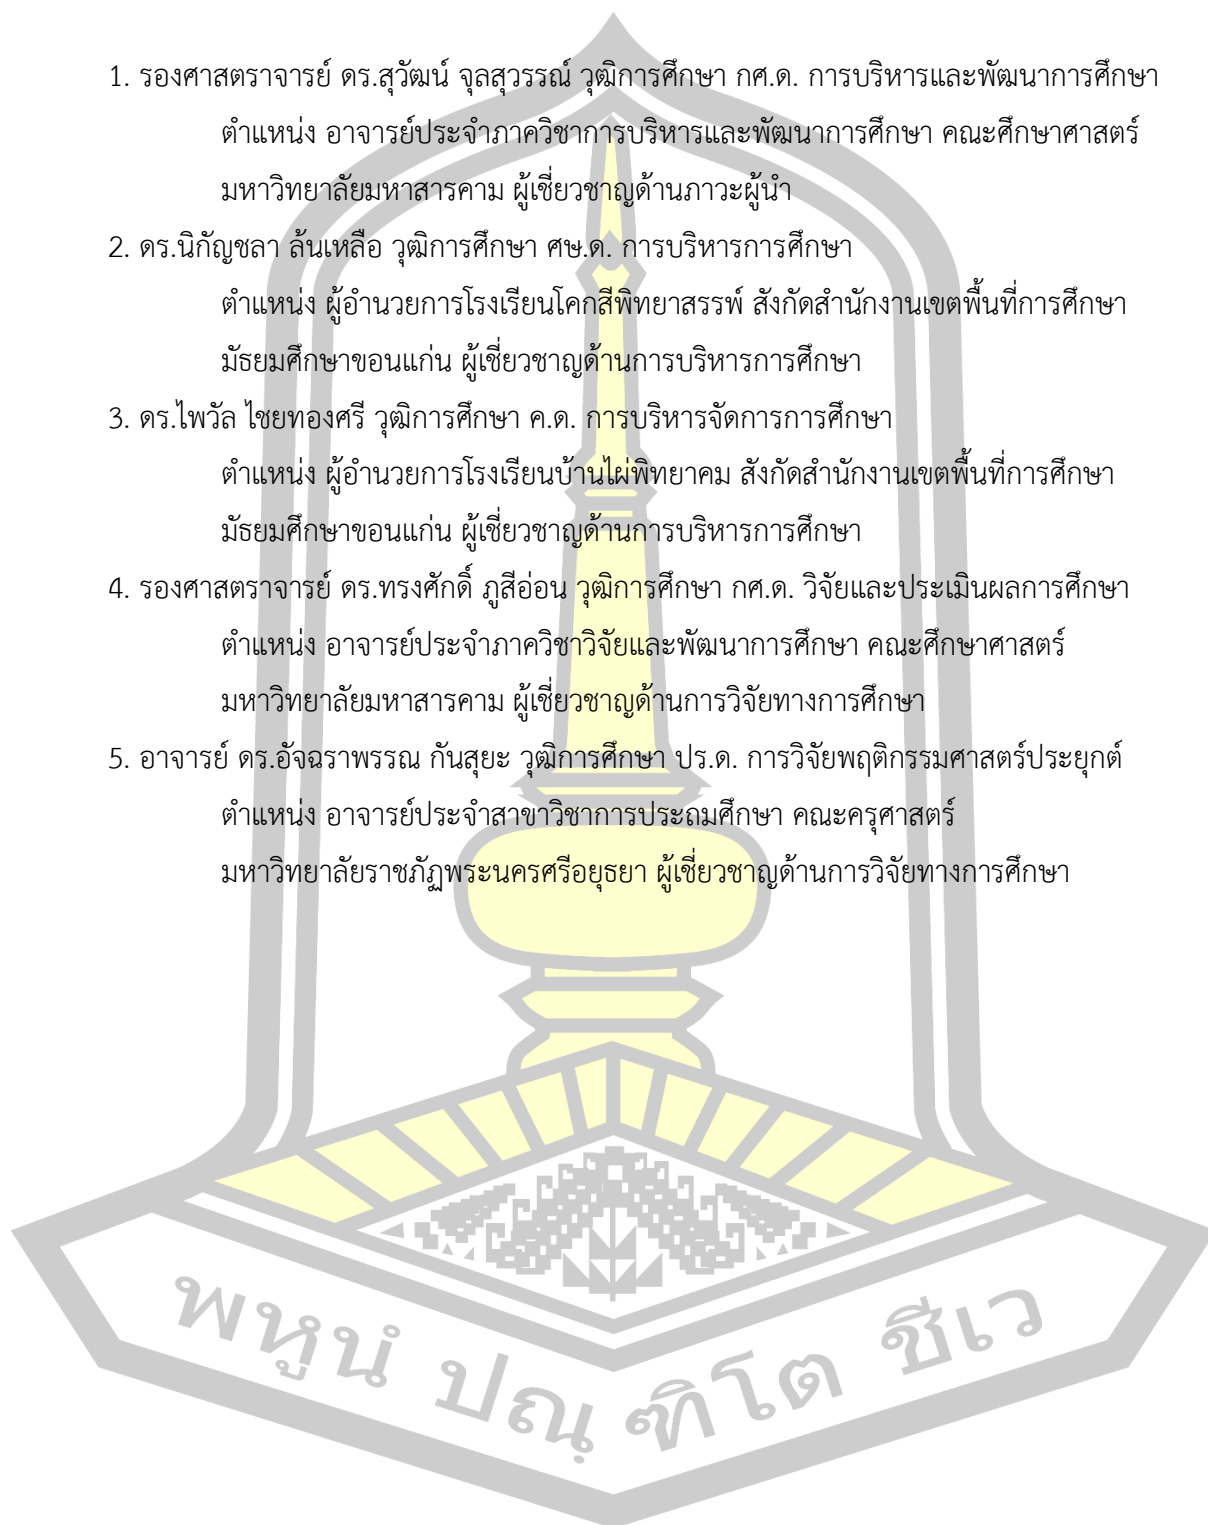 1. รองศาสตราจารย์ ดร.สุวัฒน์ จุลสุวรรณ์ วุฒิการศึกษา กศ.ด. การบริหารและพัฒนาการศึกษา
ตำแหน่ง อาจารย์ประจำภาควิชาการบริหารและพัฒนาการศึกษา คณะศึกษาศาสตร์
มหาวิทยาลัยมหาสารคาม ผู้เชี่ยวชาญด้านภาวะผู้นำ
2. ดร.นิกัญชลา ล้นเหลือ วุฒิการศึกษา ศษ.ด. การบริหารการศึกษา
ตำแหน่ง ผู้อำนวยการโรงเรียนโคกสีพิทยาสรรพ์ สังกัดสำนักงานเขตพื้นที่การศึกษา
มัธยมศึกษาขอนแก่น ผู้เชี่ยวชาญด้านการบริหารการศึกษา
3. ดร.ไพวัล ไชยทองศรี วุฒิการศึกษา ค.ด. การบริหารจัดการการศึกษา
ตำแหน่ง ผู้อำนวยการโรงเรียนบ้านไผ่พิทยาคม สังกัดสำนักงานเขตพื้นที่การศึกษา
มัธยมศึกษาขอนแก่น ผู้เชี่ยวชาญด้านการบริหารการศึกษา
4. รองศาสตราจารย์ ดร.ทรงศักดิ์ ภูสีอ่อน วุฒิการศึกษา กศ.ด. วิจัยและประเมินผลการศึกษา
ตำแหน่ง อาจารย์ประจำภาควิชาวิจัยและพัฒนาการศึกษา คณะศึกษาศาสตร์
มหาวิทยาลัยมหาสารคาม ผู้เชี่ยวชาญด้านการวิจัยทางการศึกษา
5. อาจารย์ ดร.อัจฉราพรรณ กันสุยะ วุฒิการศึกษา ปร.ด. การวิจัยพฤติกรรมศาสตร์ประยุกต์
ตำแหน่ง อาจารย์ประจำสาขาวิชาการประถมศึกษา คณะครุศาสตร์
มหาวิทยาลัยราชภัฏพระนครศรีอยุธยา ผู้เชี่ยวชาญด้านการวิจัยทางการศึกษา
พหูนํ ปณฺฑิโต ชีเว